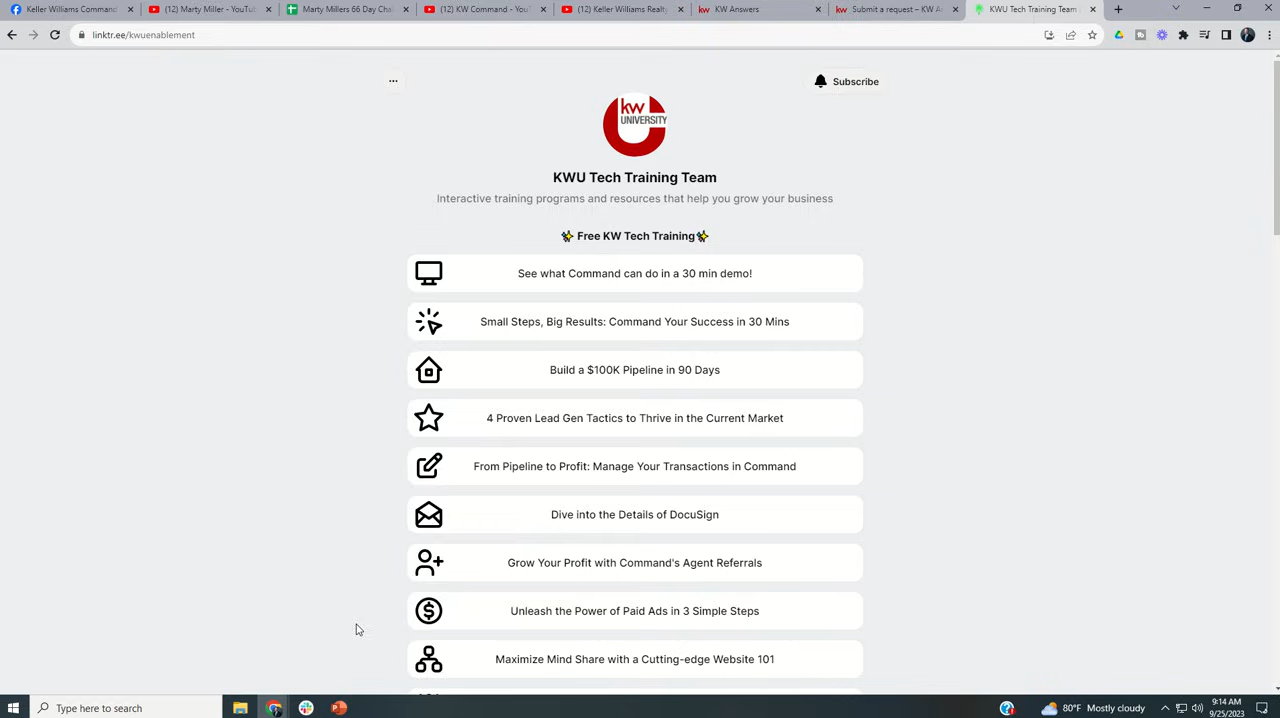 Keller Williams Command
(12) Marty Miller - YouTub
Marty Millers 66 Day Chal
(12) KW Command - YouT
(12) Keller Williams Realty
KW Answers
Submit a request – KW A
KWU Tech Training Team
linktr.ee/kwuenablement
Subscribe
kw
UNIVERSITY
KWU Tech Training Team
Interactive training programs and resources that help you grow your business
✨ Free KW Tech Training✨
See what Command can do in a 30 min demo!
Small Steps, Big Results: Command Your Success in 30 Mins
Build a $100K Pipeline in 90 Days
4 Proven Lead Gen Tactics to Thrive in the Current Market
From Pipeline to Profit: Manage Your Transactions in Command
Dive into the Details of DocuSign
Grow Your Profit with Command's Agent Referrals
Unleash the Power of Paid Ads in 3 Simple Steps
Maximize Mind Share with a Cutting-edge Website 101
Type here to search
80°F Mostly cloudy
9:14 AM
9/25/2023